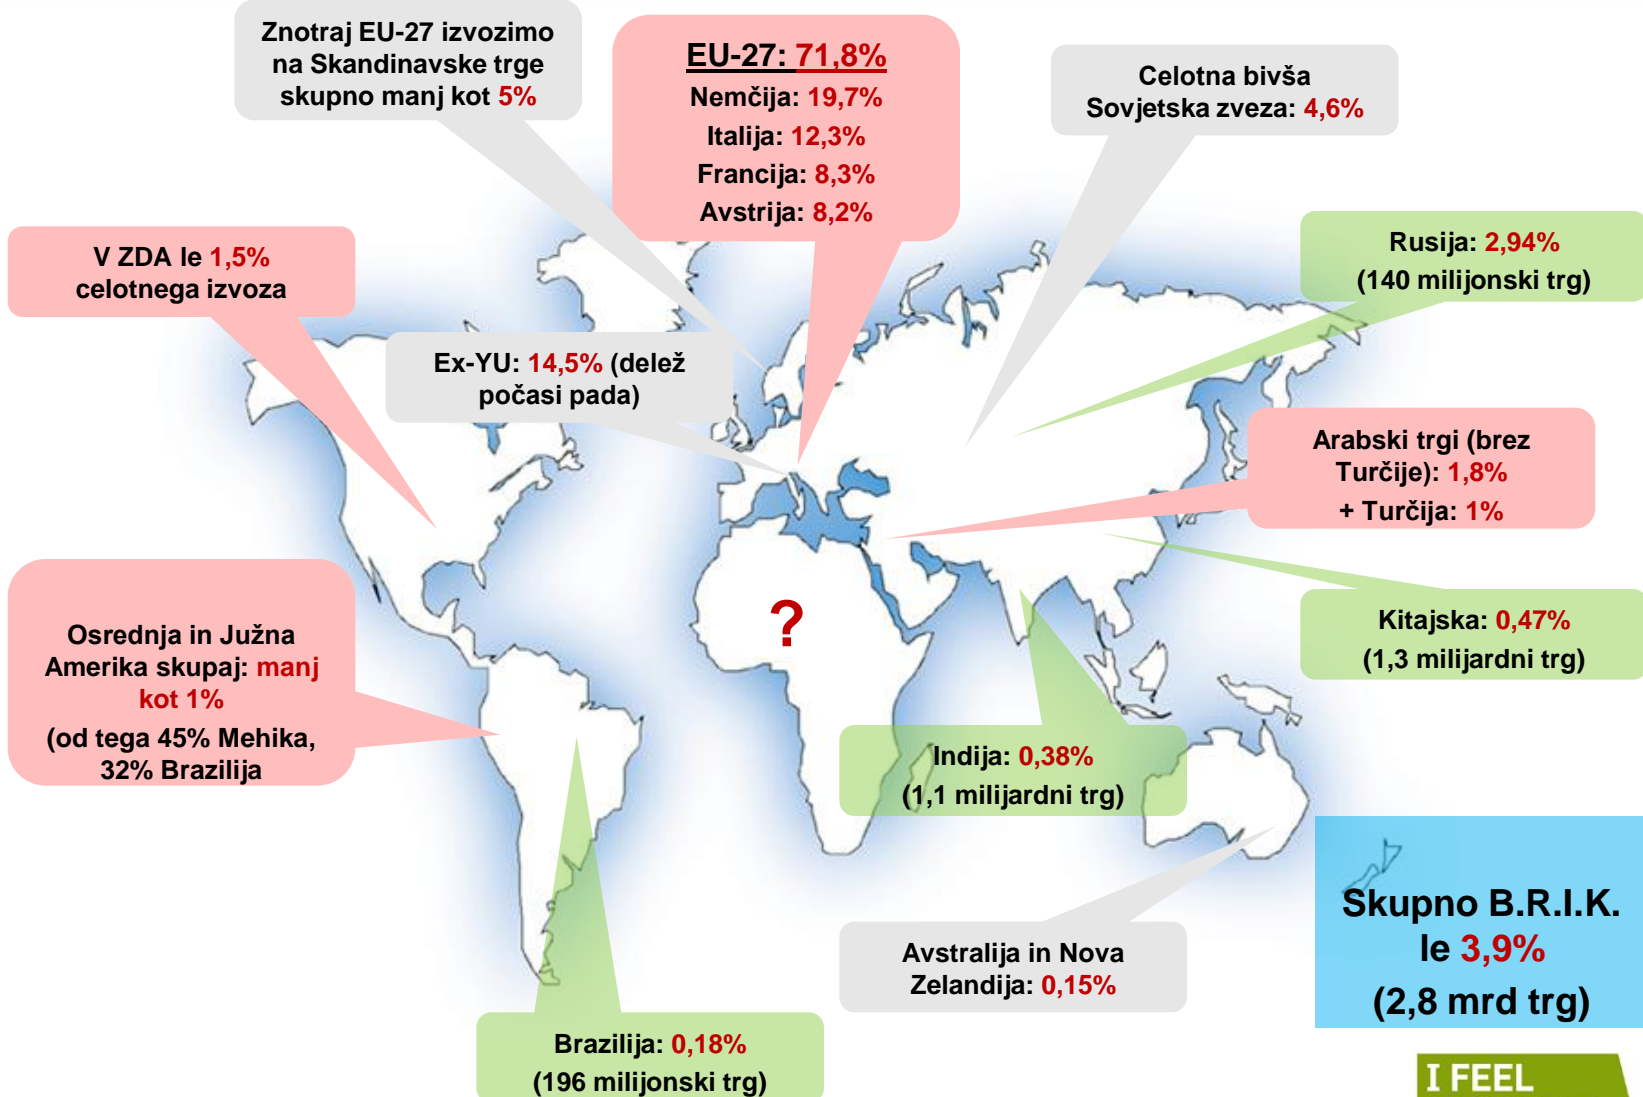 Znotraj EU-27 izvozimo
na Skandinavske trge
skupno manj kot 5%
EU-27: 71,8%
Nemčija: 19,7%
Italija: 12,3%
Francija: 8,3%
Avstrija: 8,2%
Celotna bivša
Sovjetska zveza: 4,6%
V ZDA le 1,5%
celotnega izvoza
Rusija: 2,94%
(140 milijonski trg)
Ex-YU: 14,5% (delež
počasi pada)
Arabski trgi (brez
Turčije): 1,8%
+ Turčija: 1%
Osrednja in Južna
Amerika skupaj: manj
kot 1%
(od tega 45% Mehika,
32% Brazilija
?
Kitajska: 0,47%
(1,3 milijardni trg)
Indija: 0,38%
(1,1 milijardni trg)
Avstralija in Nova
Zelandija: 0,15%
Skupno B.R.I.K.
le 3,9%
(2,8 mrd trg)
Brazilija: 0,18%
(196 milijonski trg)
I FEEL